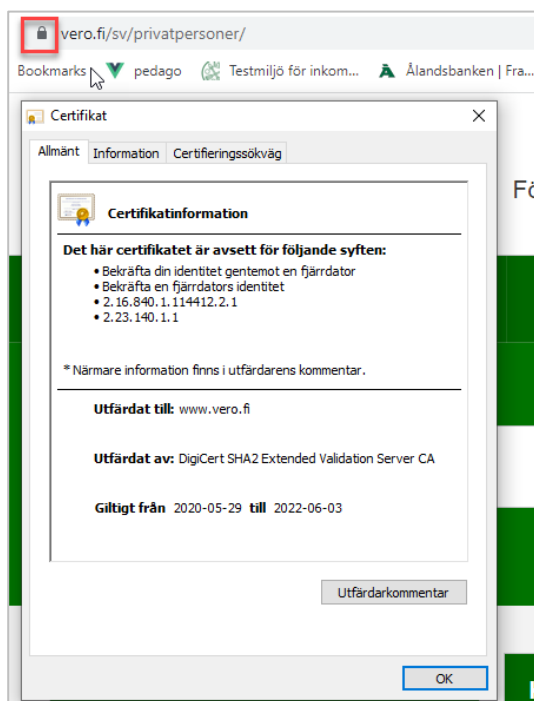 vero.fi/sv/privatpersoner/
Bookmarks pedago Testmiljö för inkom... Ålandsbanken | Fra...
Certifikat
Allmänt Information Certifieringssökväg
Certifikatinformation
Det här certifikatet är avsett för följande syften:
• Bekräfta din identitet gentemot en fjärrdator
• Bekräfta en fjärrdators identitet
• 2.16.840.1.114412.2.1
• 2.23.140.1.1
* Närmare information finns i utfärdarens kommentar.
Utfärdat till: www.vero.fi
Utfärdat av: DigiCert SHA2 Extended Validation Server CA
Giltigt från 2020-05-29 till 2022-06-03
Utfärdarkommentar
OK